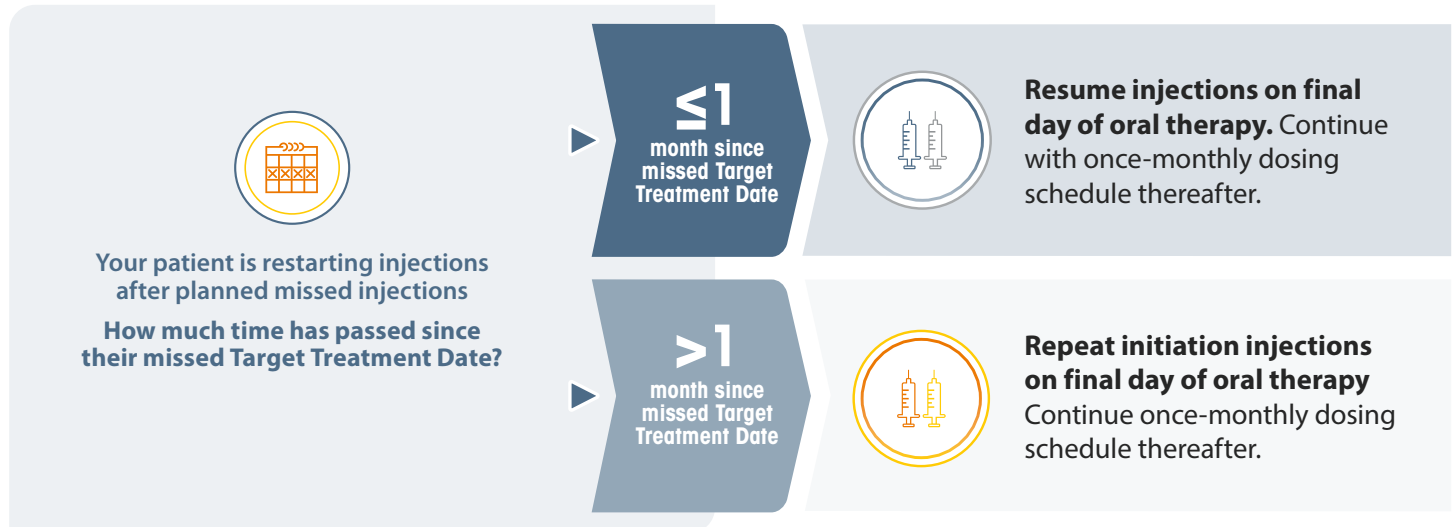 Your patient is restarting injections
after planned missed injections
How much time has passed since
their missed Target Treatment Date?
≤1
month since
missed Target
Treatment Date
Resume injections on final
day of oral therapy. Continue
with once-monthly dosing
schedule thereafter.
>1
month since
missed Target
Treatment Date
Repeat initiation injections
on final day of oral therapy
Continue once-monthly dosing
schedule thereafter.